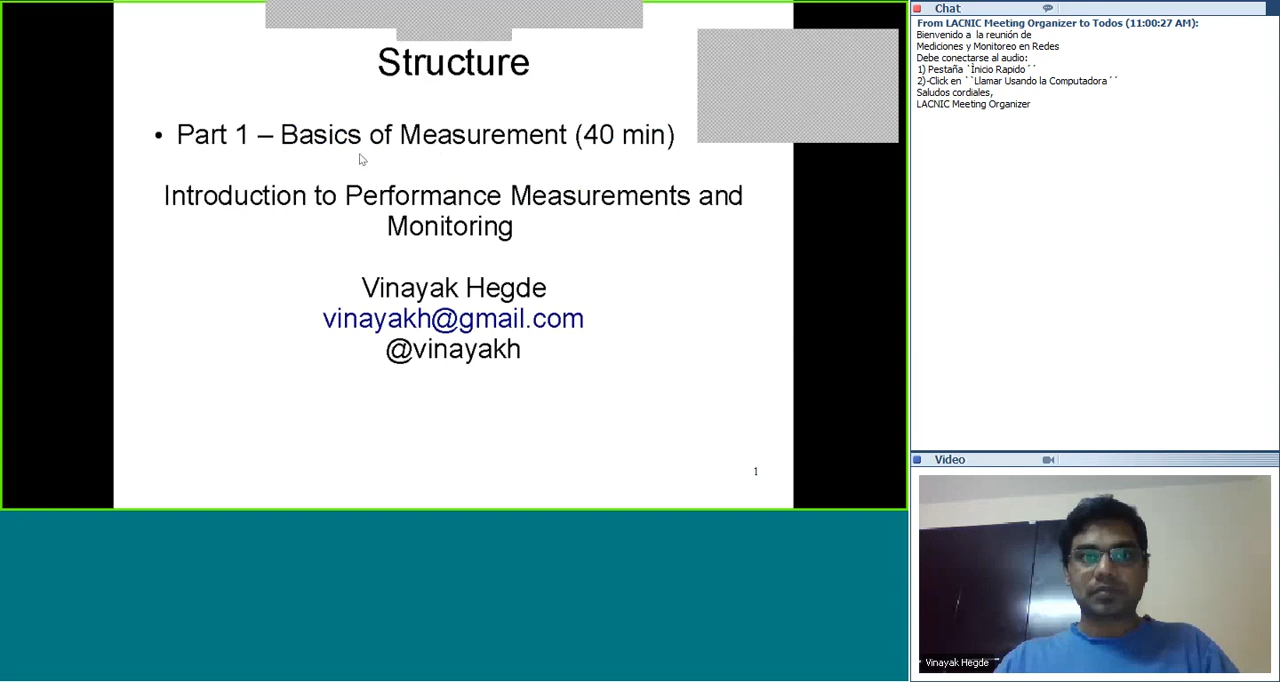 Structure
• Part 1 – Basics of Measurement (40 min)
Introduction to Performance Measurements and
Monitoring
Vinayak Hegde
vinayakh@gmail.com
@vinayakh
1
Chat
From LACNIC Meeting Organizer to Todos (11:00:27 AM):
Bienvenido a la reunión de
Mediciones y Monitoreo en Redes
Debe conectarse al audio:
1) Pestaña `Inicio Rapido´´
2)-Click en ``Llamar Usando la Computadora´´
Saludos cordiales,
LACNIC Meeting Organizer
Video
Vinayak Hegde